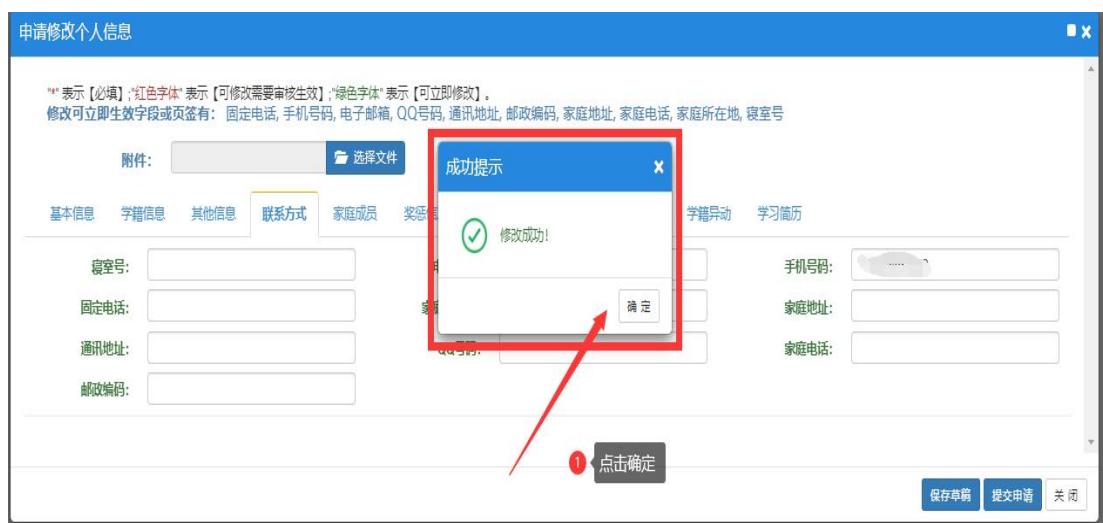 申请修改个人信息
"*" 表示【必填】;"红色字体" 表示【可修改需要审核生效】;"绿色字体" 表示【可立即修改】。
修改可立即生效字段或页签有： 固定电话, 手机号码, 电子邮箱, QQ号码, 通讯地址, 邮政编码, 家庭地址, 家庭电话, 家庭所在地, 寝室号
附件： 选择文件
成功提示
基本信息 学籍信息 其他信息 联系方式 家庭成员 奖惩 学籍异动 学习简历
修改成功!
寝室号： 手机号码：
确 定
固定电话： 家庭地址：
通讯地址： QQ号码： 家庭电话：
邮政编码：
1 点击确定
保存草稿 提交申请 关 闭